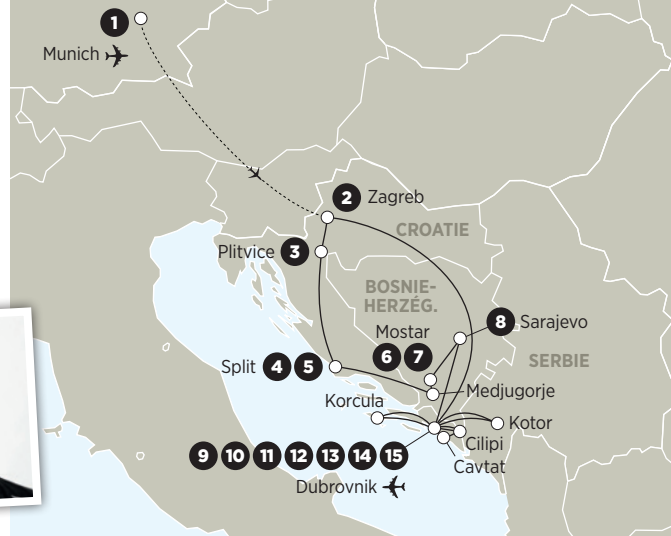 1
Munich
2 Zagreb
CROATIE
Plitvice 3
BOSNIE-
HERZÉG.
8 Sarajevo
Mostar
6 7
SERBIE
Split 4 5
Medjugorje
Korcula
Kotor
Cilipi
9 10 11 12 13 14 15
Cavtat
Dubrovnik